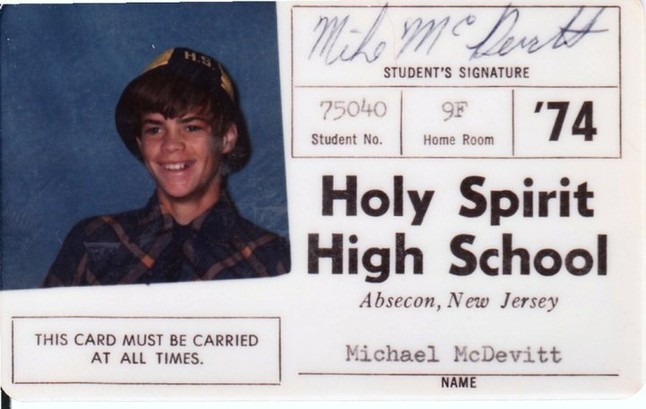 H.S
Mike McDevitt
STUDENT'S SIGNATURE
75040
Student No.
9F
Home Room
'74
Holy Spirit
High School
Absecon, New Jersey
THIS CARD MUST BE CARRIED
AT ALL TIMES.
Michael McDevitt
NAME